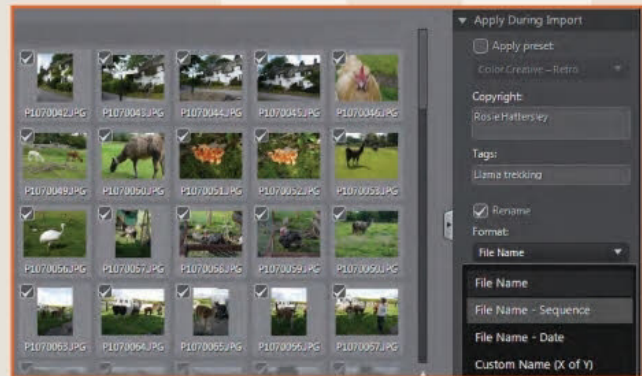 Apply During Import
Apply preset
Color Creative – Retro
Copyright:
Rosie Hattersley
Tags:
Llama trekking
Rename
Format:
File Name
File Name
File Name - Sequence
File Name - Date
Custom Name (X of Y)
P1070042.JPG P1070043.JPG P1070044.JPG P1070045.JPG P1070046.JPG
P1070049.JPG P1070050.JPG P1070051.JPG P1070052.JPG P1070053.JPG
P1070056.JPG P1070057.JPG P1070058.JPG P1070059.JPG P1070060.JPG
P1070063.JPG P1070064.JPG P1070065.JPG P1070066.JPG P1070067.JPG